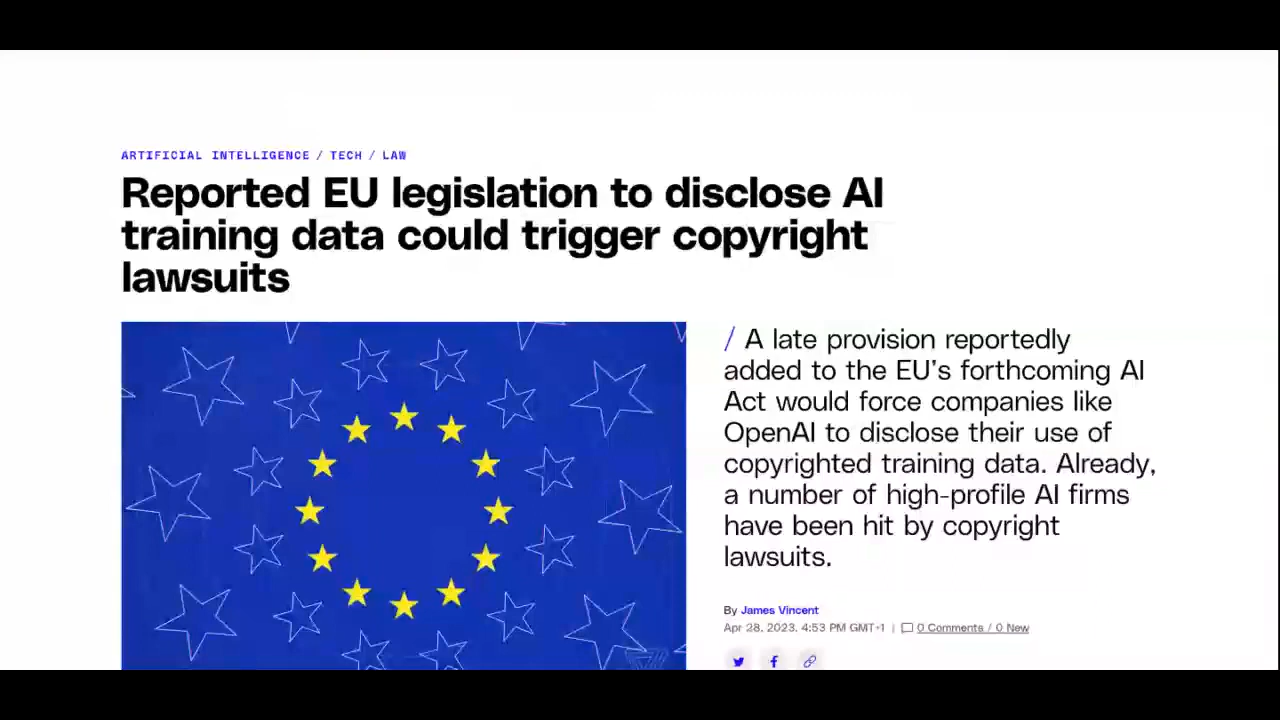 ARTIFICIAL INTELLIGENCE / TECH / LAW
Reported EU legislation to disclose AI
training data could trigger copyright
lawsuits
/ A late provision reportedly
added to the EU's forthcoming AI
Act would force companies like
OpenAI to disclose their use of
copyrighted training data. Already,
a number of high-profile AI firms
have been hit by copyright
lawsuits.
By James Vincent
Apr 28, 2023, 4:53 PM GMT+1 | 0 Comments / 0 New